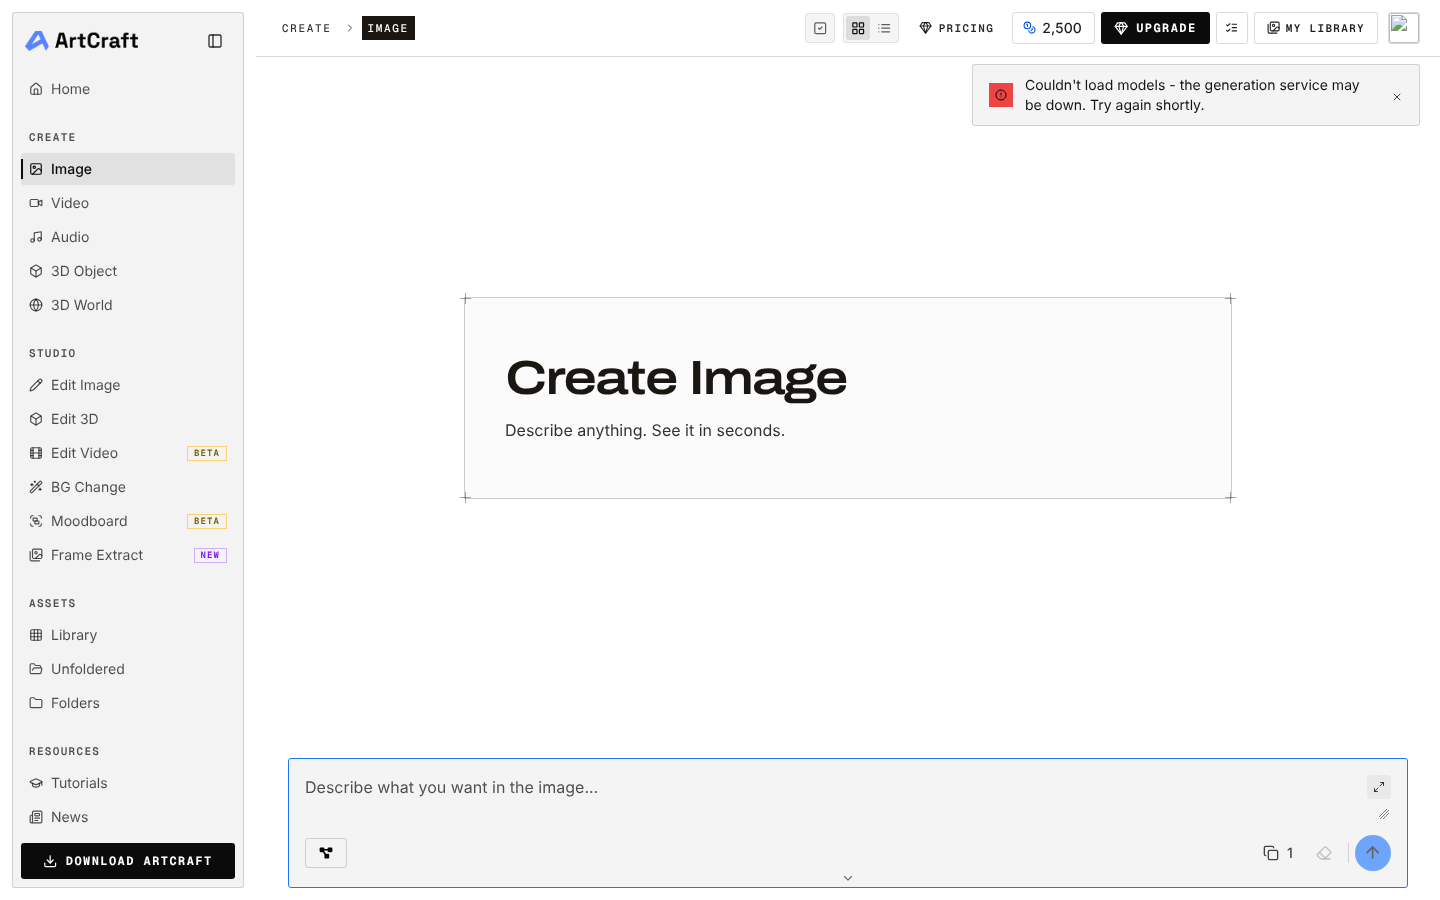 ArtCraft
Home
CREATE
Image
Video
Audio
3D Object
3D World
STUDIO
Edit Image
Edit 3D
Edit Video BETA
BG Change
Moodboard BETA
Frame Extract NEW
ASSETS
Library
Unfoldered
Folders
RESOURCES
Tutorials
News
DOWNLOAD ARTCRAFT
CREATE IMAGE
PRICING
2,500
UPGRADE
MY LIBRARY
Couldn't load models - the generation service may
be down. Try again shortly.
Create Image
Describe anything. See it in seconds.
Describe what you want in the image...
1